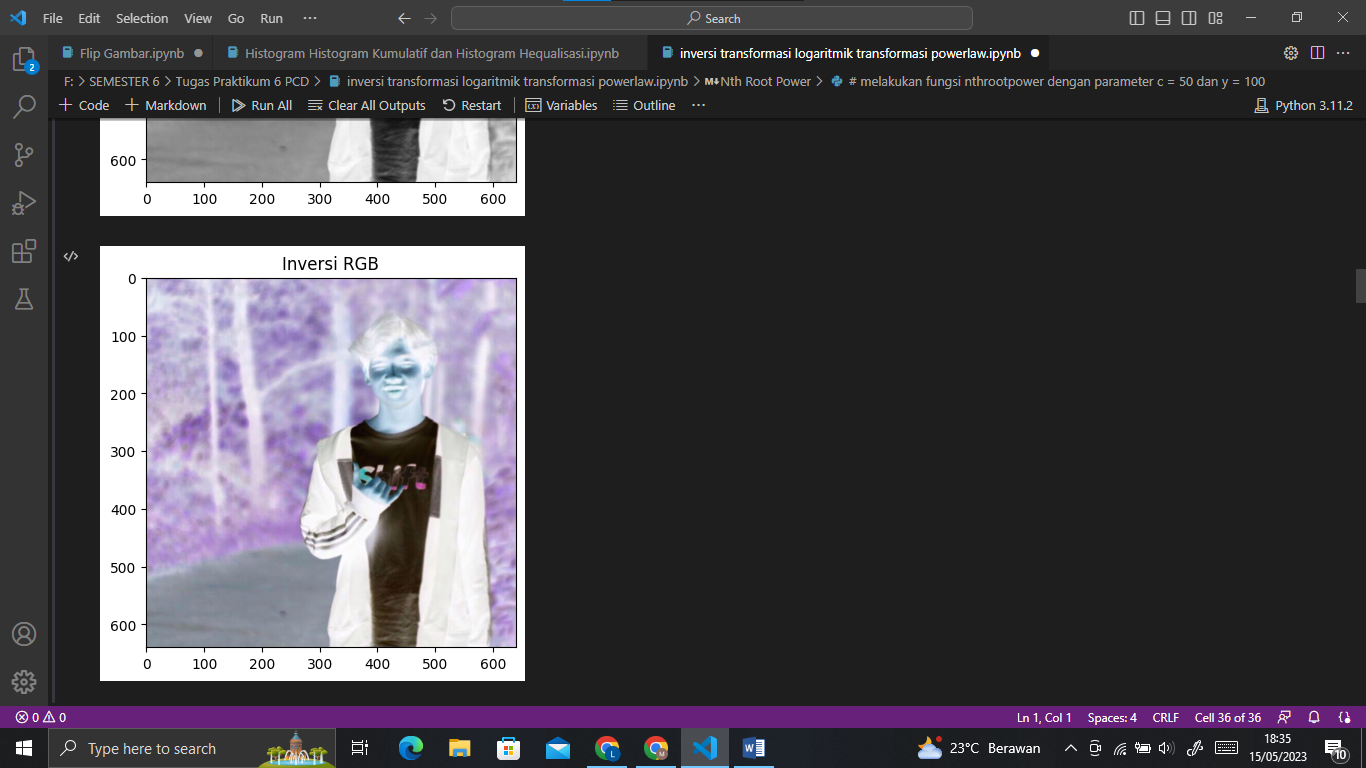 File Edit Selection View Go Run ··· Search
Flip Gambar.ipynb Histogram Histogram Kumulatif dan Histogram Hequalisasi.ipynb inversi transformasi logaritmik transformasi powerlaw.ipynb
F: > SEMESTER 6 > Tugas Praktikum 6 PCD > inversi transformasi logaritmik transformasi powerlaw.ipynb > M↓Nth Root Power > # melakukan fungsi nthrootpower dengan parameter c = 50 dan y = 100
+ Code + Markdown Run All Clear All Outputs Restart Variables Outline ··· Python 3.11.2
2
600
0 100 200 300 400 500 600
Inversi RGB
0
100
200
300
Shift
400
500
600
0 100 200 300 400 500 600
0 0 Ln 1, Col 1 Spaces: 4 CRLF Cell 36 of 36
Type here to search L M W 23°C Berawan 18:35
15/05/2023 10